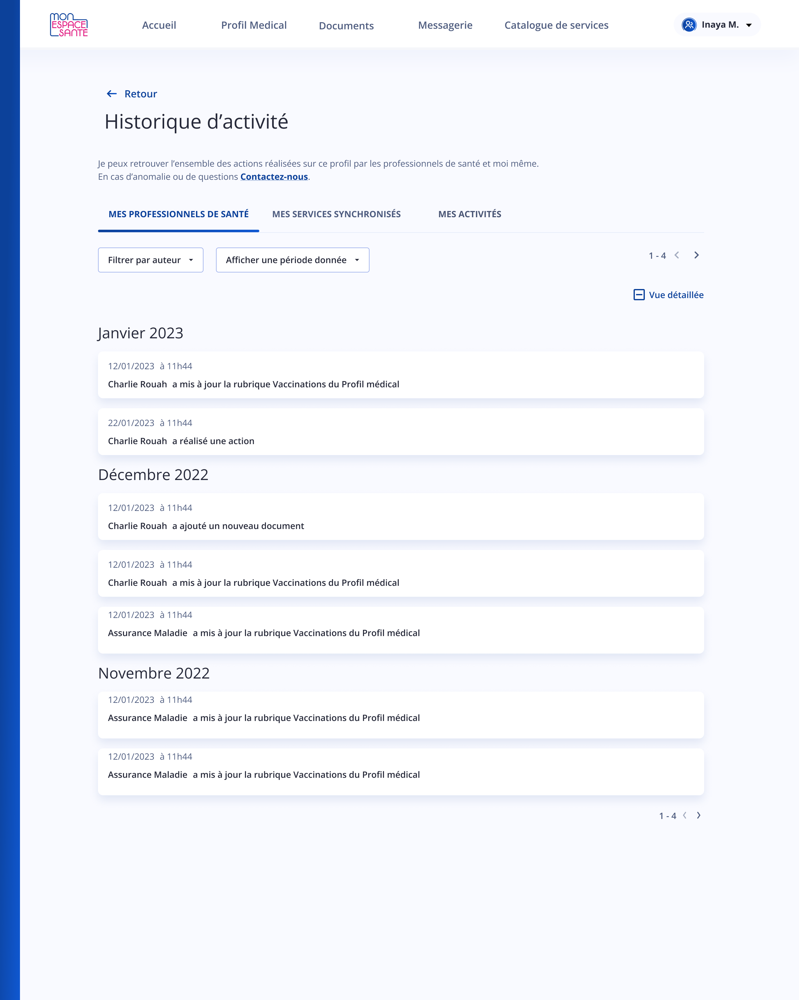 mon
ESPACE
SANTÉ
Accueil
Profil Medical
Documents
Messagerie
Catalogue de services
Inaya M.
Retour
Historique d’activité
Je peux retrouver l’ensemble des actions réalisées sur ce profil par les professionnels de santé et moi même.
En cas d’anomalie ou de questions Contactez-nous.
MES PROFESSIONNELS DE SANTÉ
MES SERVICES SYNCHRONISÉS
MES ACTIVITÉS
Filtrer par auteur
Afficher une période donnée
1 - 4
Vue détaillée
Janvier 2023
12/01/2023 à 11h44
Charlie Rouah a mis à jour la rubrique Vaccinations du Profil médical
22/01/2023 à 11h44
Charlie Rouah a réalisé une action
Décembre 2022
12/01/2023 à 11h44
Charlie Rouah a ajouté un nouveau document
12/01/2023 à 11h44
Charlie Rouah a mis à jour la rubrique Vaccinations du Profil médical
12/01/2023 à 11h44
Assurance Maladie a mis à jour la rubrique Vaccinations du Profil médical
Novembre 2022
12/01/2023 à 11h44
Assurance Maladie a mis à jour la rubrique Vaccinations du Profil médical
12/01/2023 à 11h44
Assurance Maladie a mis à jour la rubrique Vaccinations du Profil médical
1 - 4